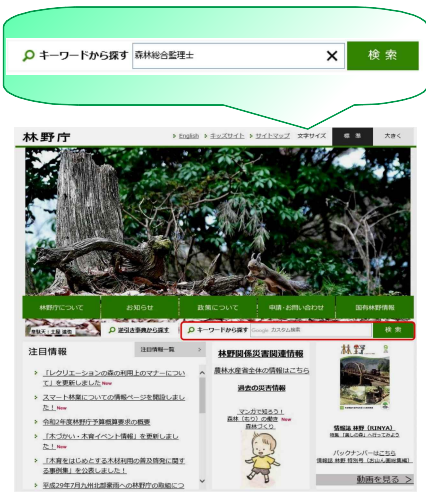 キーワードから探す 森林総合監理士 ✕ 検 索
林野庁
English キッズサイト サイトマップ 文字サイズ 標 準 大きく
林野庁について お知らせ 政策について 申請・お問い合わせ 国有林野情報
逆引き事典から探す キーワードから探す Google カスタム検索 検 索
注目情報 注目情報一覧 >
「レクリエーションの森の利用上のマナーについ
て」を更新しました New
スマート林業についての情報ページを開設しまし
た！ New
令和2年度林野庁予算概算要求の概要
「木づかい・木育イベント情報」を更新しまし
た！ New
「木育をはじめとする木材利用の普及啓発に関す
る事例集」を公表しました！
平成29年7月九州北部豪雨への林野庁の取組につ
林野関係災害関連情報
農林水産省全体の情報はこちら
過去の災害情報
マンガで知ろう！
森林（もり）の働き New
森林づくり
林野
情報誌 林野（RINYA）
バックナンバーはこちら
動画を見る ＞